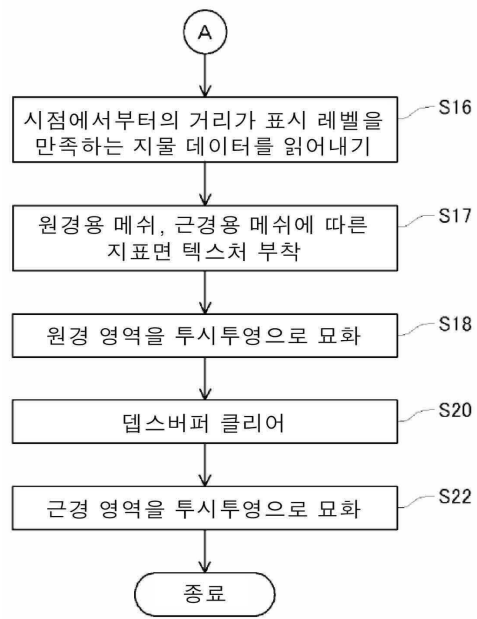 A
시점에서부터의 거리가 표시 레벨을
만족하는 지물 데이터를 읽어내기
S16
원경용 메쉬, 근경용 메쉬에 따른
지표면 텍스처 부착
S17
원경 영역을 투시투영으로 묘화
S18
뎁스버퍼 클리어
S20
근경 영역을 투시투영으로 묘화
S22
종료